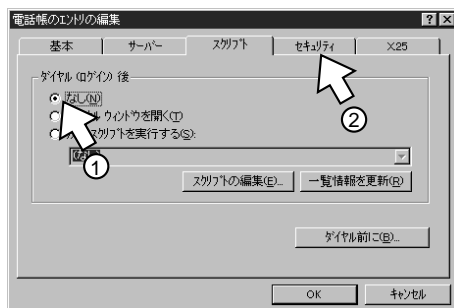 電話帳のエントリの編集
基本 サーバー スクリプト セキュリティ X25
ダイヤル (ログイン) 後
なし(N)
ウィンドウを開く(T)
スクリプトを実行する(S):
(なし)
スクリプトの編集(E)... 一覧情報を更新(R)
ダイヤル前に(B)...
OK キャンセル
①
②